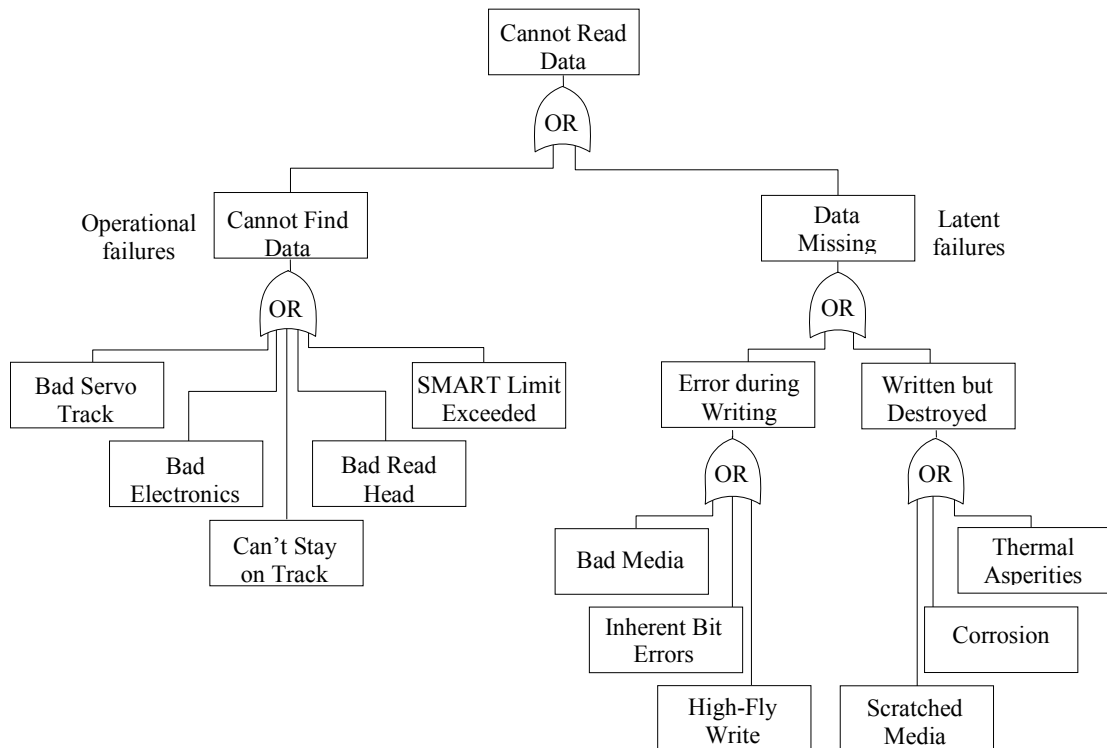 Cannot Read
Data
OR
Operational
failures
Cannot Find
Data
Data
Missing
Latent
failures
OR
OR
Bad Servo
Track
SMART Limit
Exceeded
Error during
Writing
Written but
Destroyed
Bad
Electronics
Bad Read
Head
OR
OR
Can’t Stay
on Track
Bad Media
Thermal
Asperities
Inherent Bit
Errors
Corrosion
High-Fly
Write
Scratched
Media